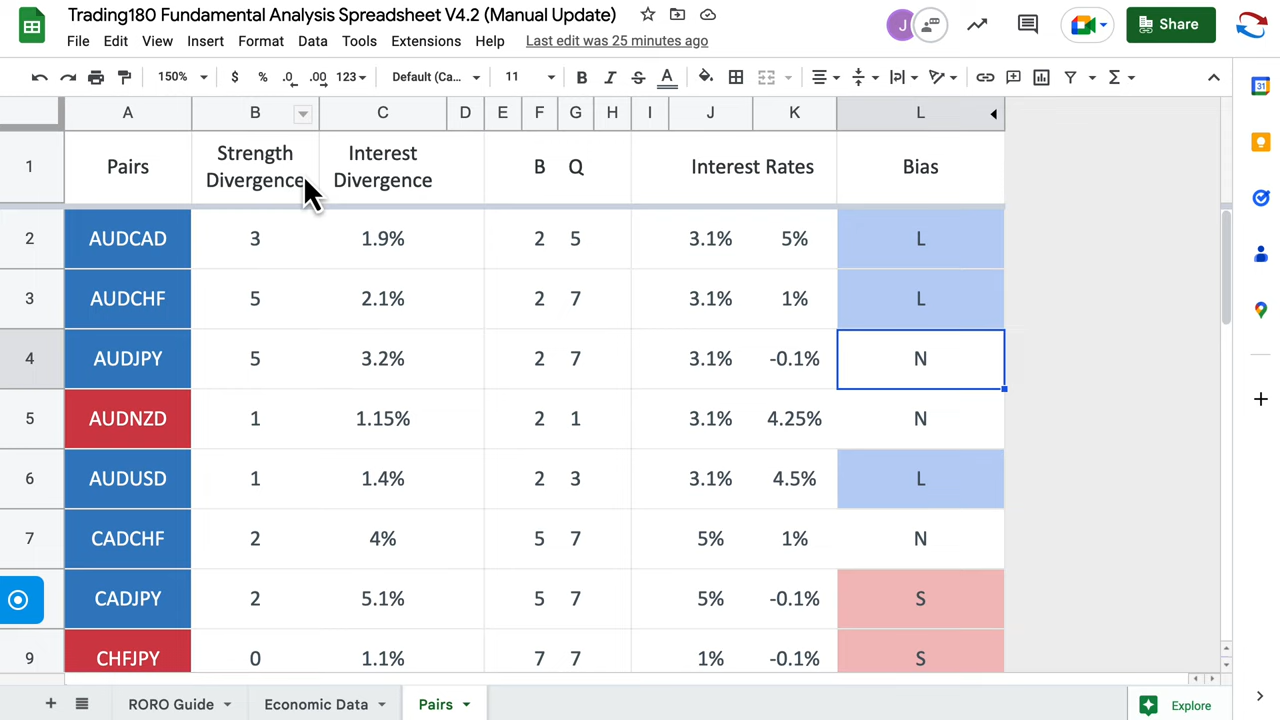 Trading180 Fundamental Analysis Spreadsheet V4.2 (Manual Update)
File Edit View Insert Format Data Tools Extensions Help Last edit was 25 minutes ago
J
Share
150% $ % .0 .00 123 Default (Ca... 11 B I S A
31
A B C D E F G H I J K L
1 Pairs Strength Divergence Interest Divergence B Q Interest Rates Bias
2 AUDCAD 3 1.9% 2 5 3.1% 5% L
3 AUDCHF 5 2.1% 2 7 3.1% 1% L
4 AUDJPY 5 3.2% 2 7 3.1% -0.1% N
5 AUDNZD 1 1.15% 2 1 3.1% 4.25% N
6 AUDUSD 1 1.4% 2 3 3.1% 4.5% L
7 CADCHF 2 4% 5 7 5% 1% N
CADJPY 2 5.1% 5 7 5% -0.1% S
9 CHFJPY 0 1.1% 7 7 1% -0.1% S
RORO Guide Economic Data Pairs Explore